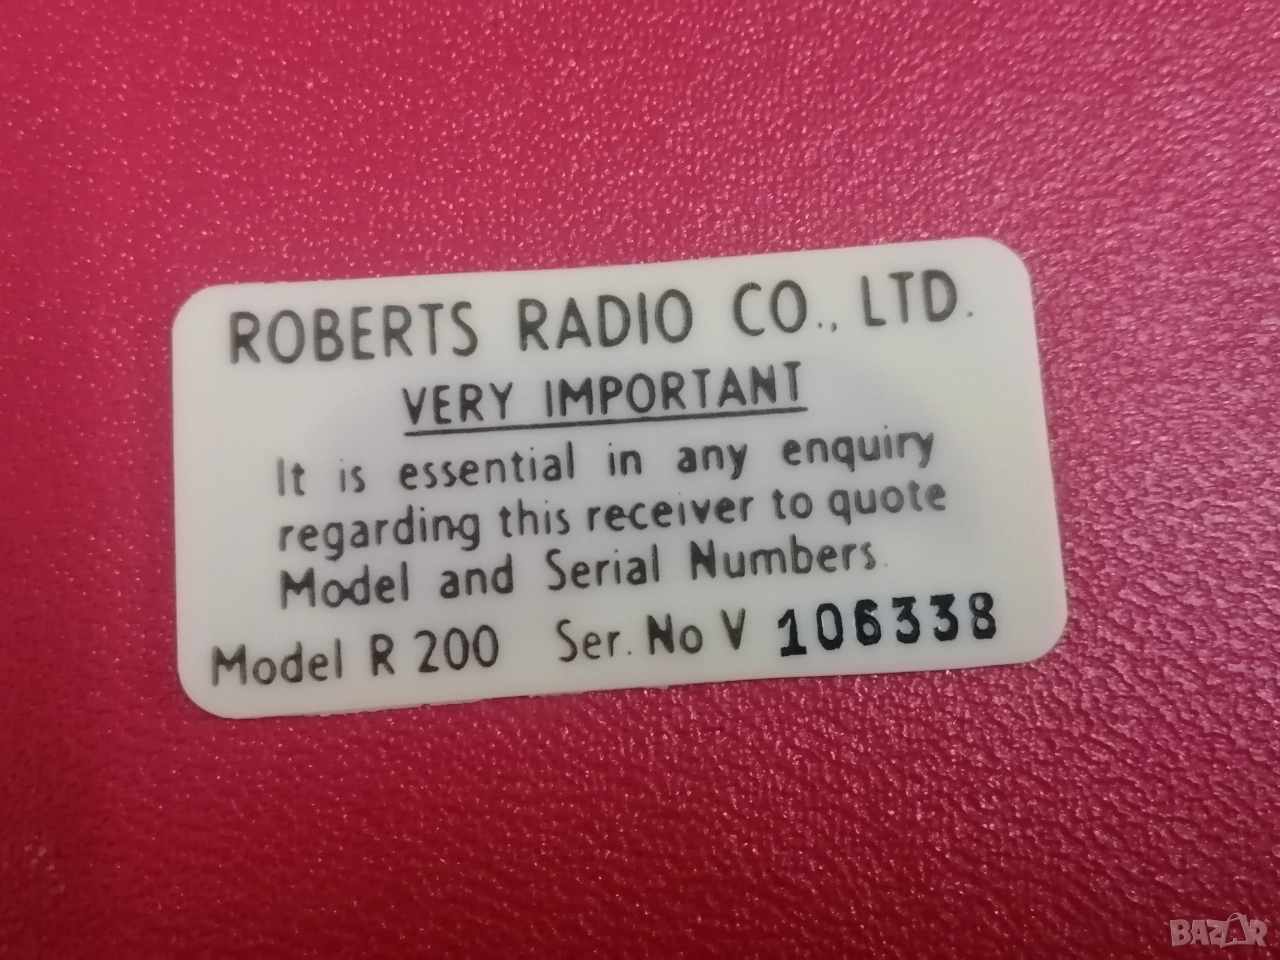 ROBERTS RADIO CO., LTD.
VERY IMPORTANT
It is essential in any enquiry
regarding this receiver to quote
Model and Serial Numbers.
Model R 200 Ser. No V 106338
BAZAR